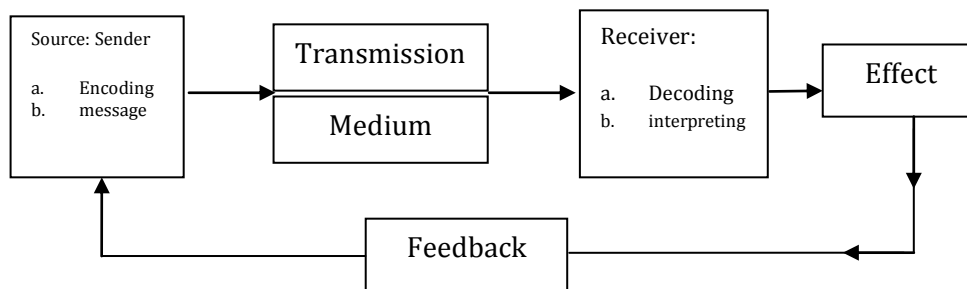 Source: Sender
a. Encoding
b. message
Transmission
Medium
Receiver:
a. Decoding
b. interpreting
Effect
Feedback